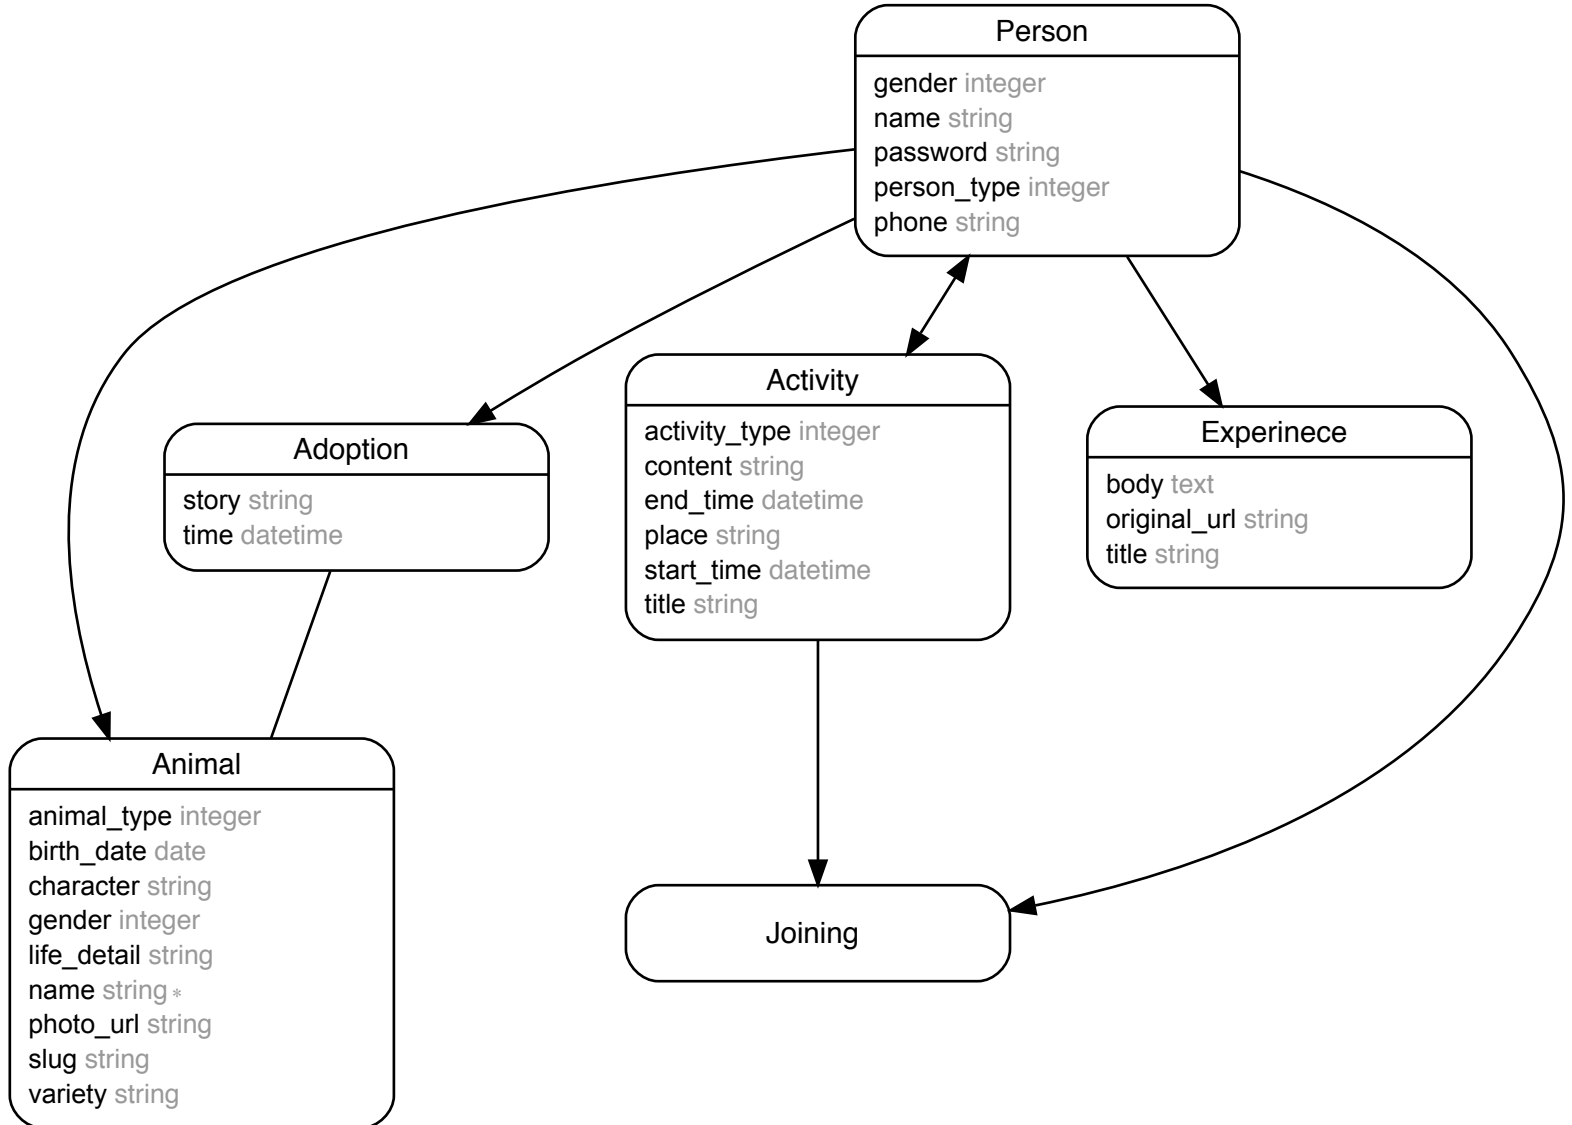 Person
gender integer
name string
password string
person_type integer
phone string
Activity
activity_type integer
content string
end_time datetime
place string
start_time datetime
title string
Experinece
body text
original_url string
title string
Adoption
story string
time datetime
Animal
animal_type integer
birth_date date
character string
gender integer
life_detail string
name string *
photo_url string
slug string
variety string
Joining